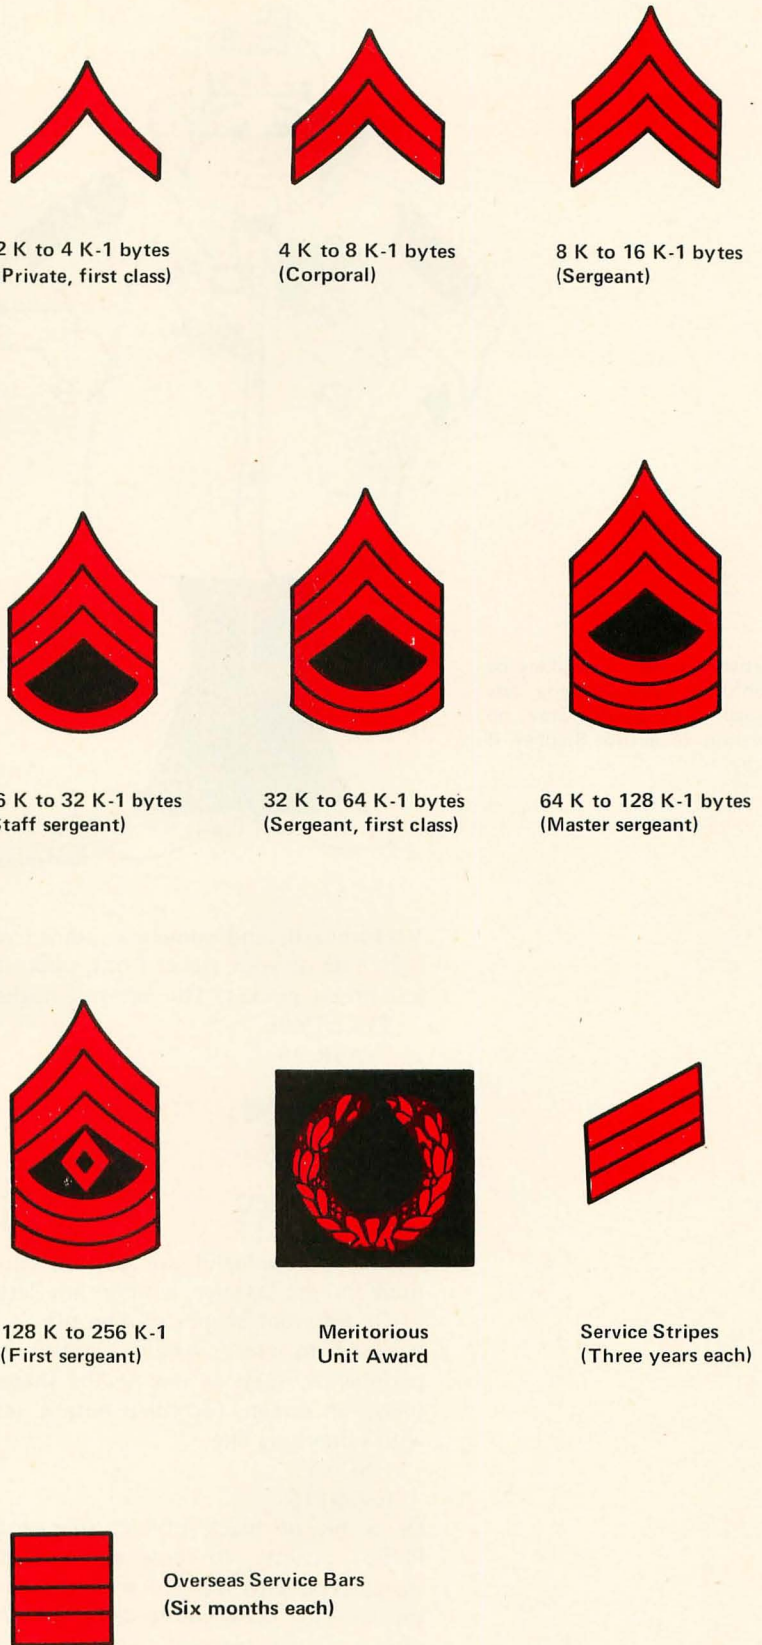 2 K to 4 K-1 bytes
Private, first class)
4 K to 8 K-1 bytes
(Corporal)
8 K to 16 K-1 bytes
(Sergeant)
6 K to 32 K-1 bytes
taff sergeant)
32 K to 64 K-1 bytes
(Sergeant, first class)
64 K to 128 K-1 bytes
(Master sergeant)
128 K to 256 K-1
(First sergeant)
Meritorious
Unit Award
Service Stripes
(Three years each)
Overseas Service Bars
(Six months each)